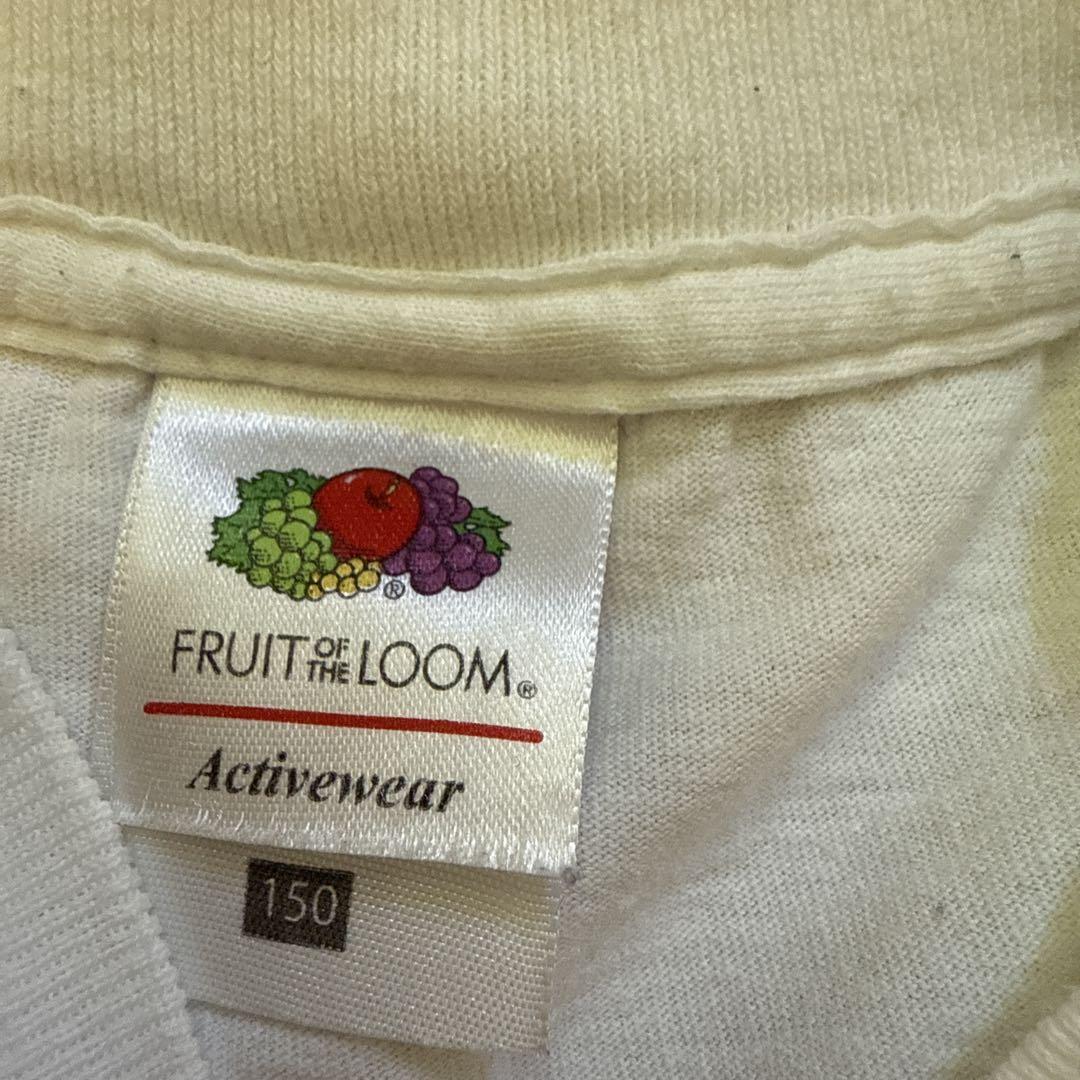 ®
FRUIT OF THE LOOM®
Activewear
150